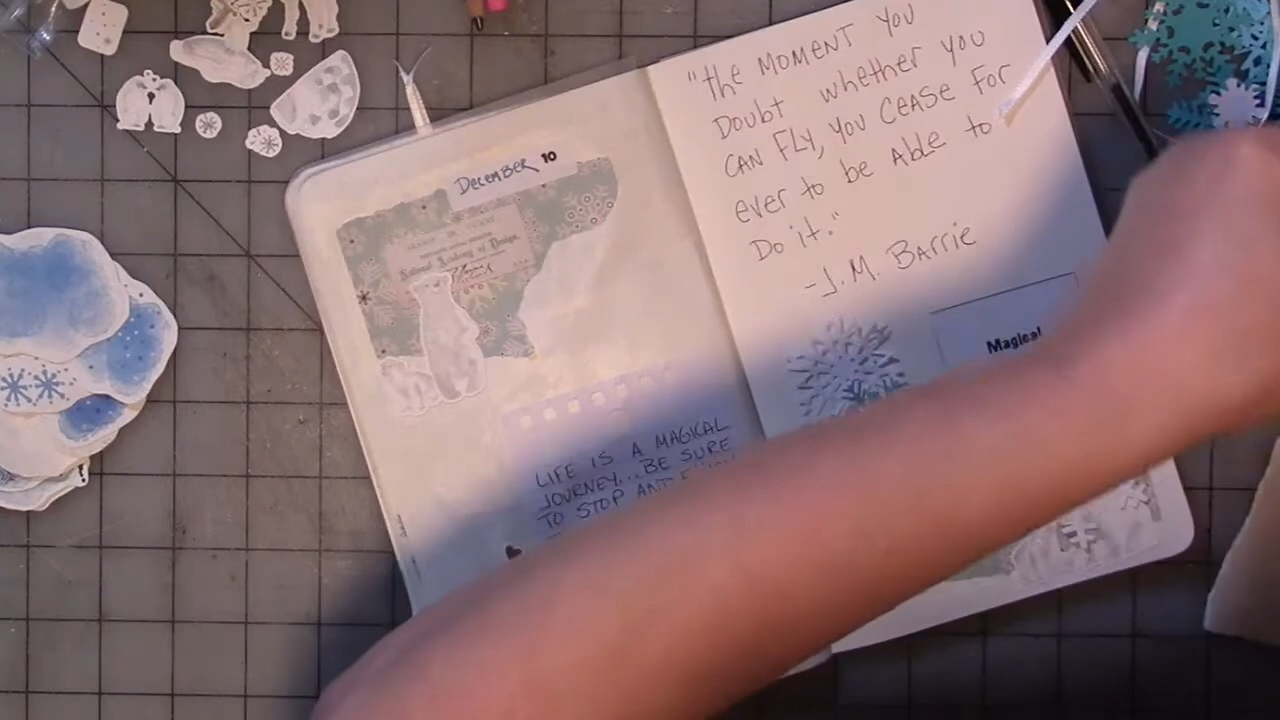 December 10
National Academy of Design.
LIFE IS A MAGICAL
JOURNEY...BE SURE
TO STOP AND
"the MOMENT YOU
Doubt whether you
CAN FLY, you CEASE FOR
ever to be Able to
Do it."
-J.M. BARRIE
Magical